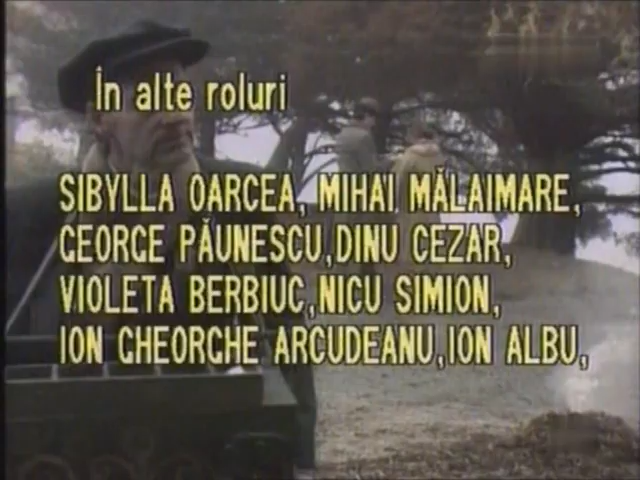 În alte roluri
SIBYLLA OARCEA, MIHAI MĂLAIMARE,
GEORGE PĂUNESCU,DINU CEZAR,
VIOLETA BERBIUC,NICU SIMION,
ION GHEORGHE ARCUDEANU,ION ALBU,